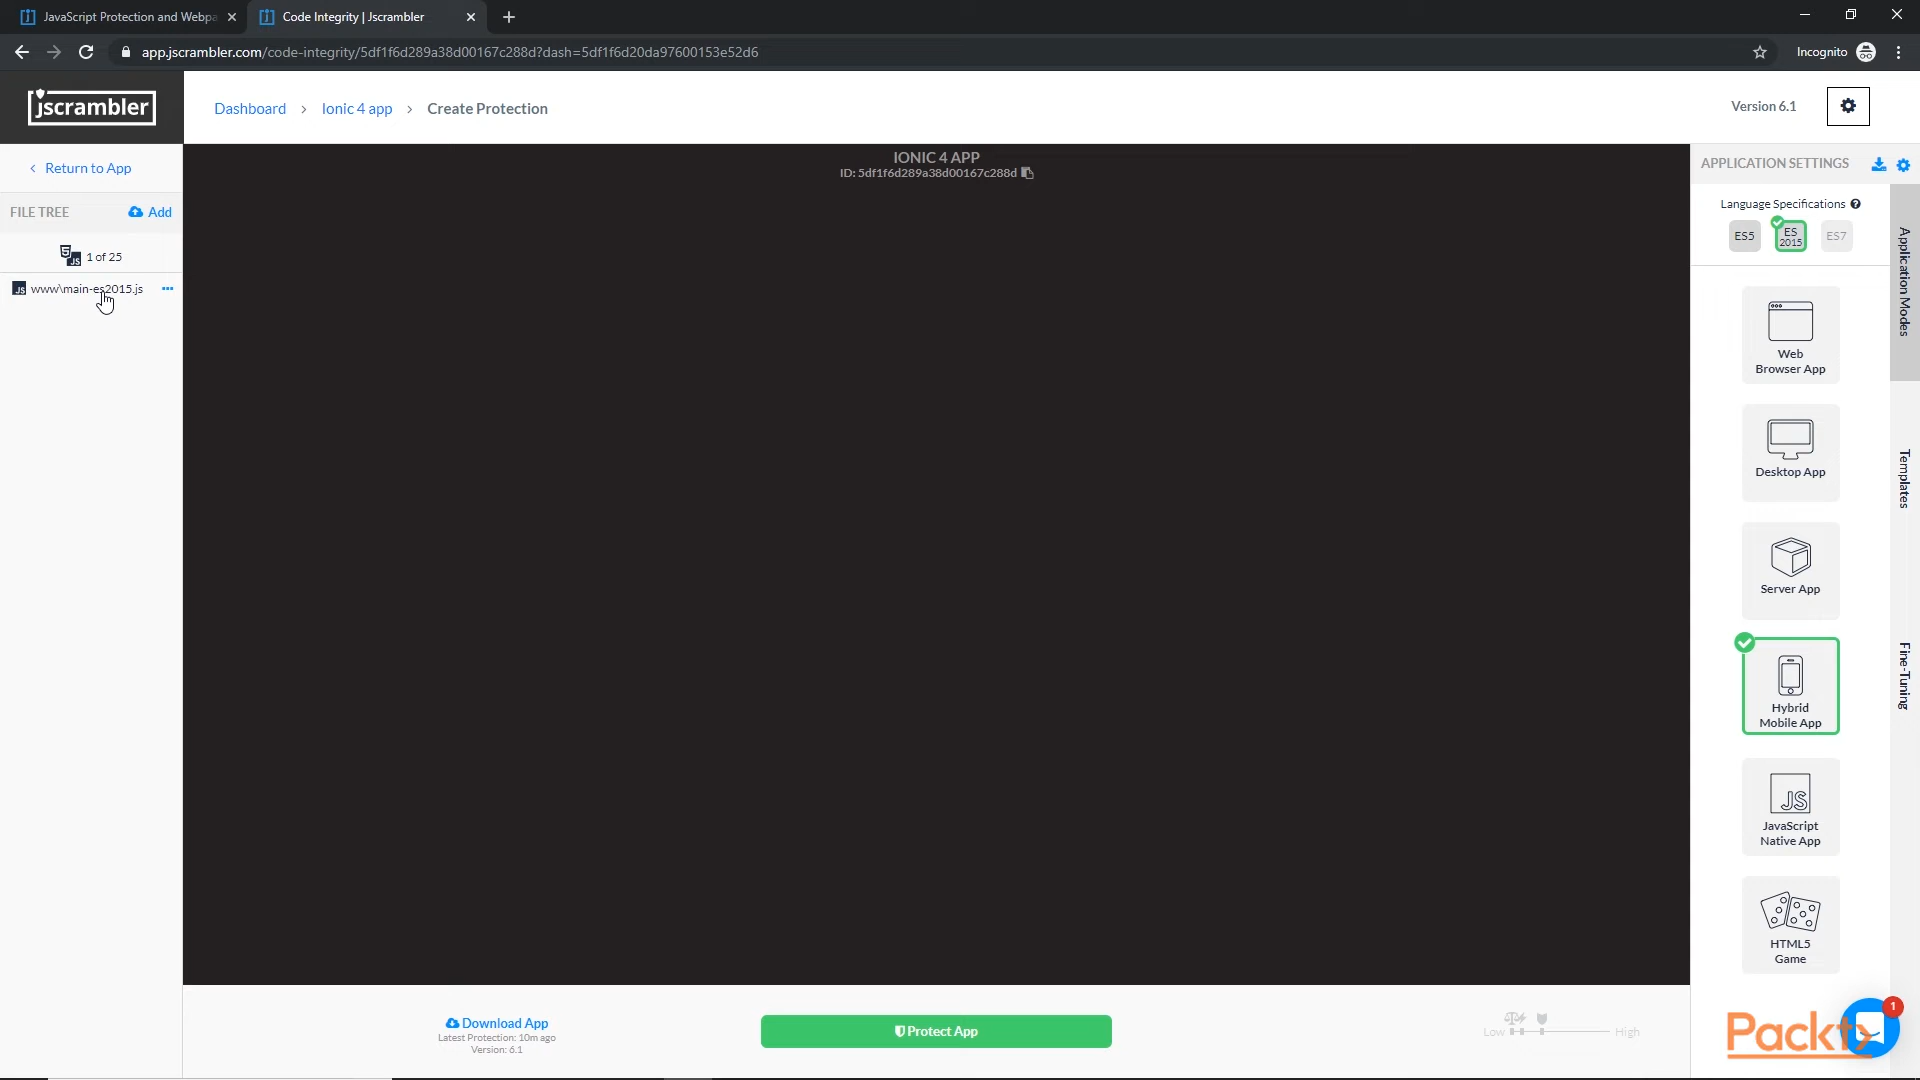 JavaScript Protection and Webpa
Code Integrity | Jscrambler
app.jscrambler.com/code-integrity/5df1f6d289a38d00167c288d?dash=5df1f6d20da97600153e52d6
Incognito
jscrambler
Dashboard > Ionic 4 app > Create Protection
Version 6.1
< Return to App
FILE TREE
Add
1 of 25
www\main-es2015.js
IONIC 4 APP
ID: 5df1f6d289a38d00167c288d
APPLICATION SETTINGS
Language Specifications
ES5
ES
2015
ES7
Web
Browser App
Desktop App
Server App
Hybrid
Mobile App
JS
JavaScript
Native App
HTML5
Game
Application Modes
Templates
Fine-Tuning
Download App
Latest Protection: 10m ago
Version: 6.1
Protect App
Low
High
Packt
1